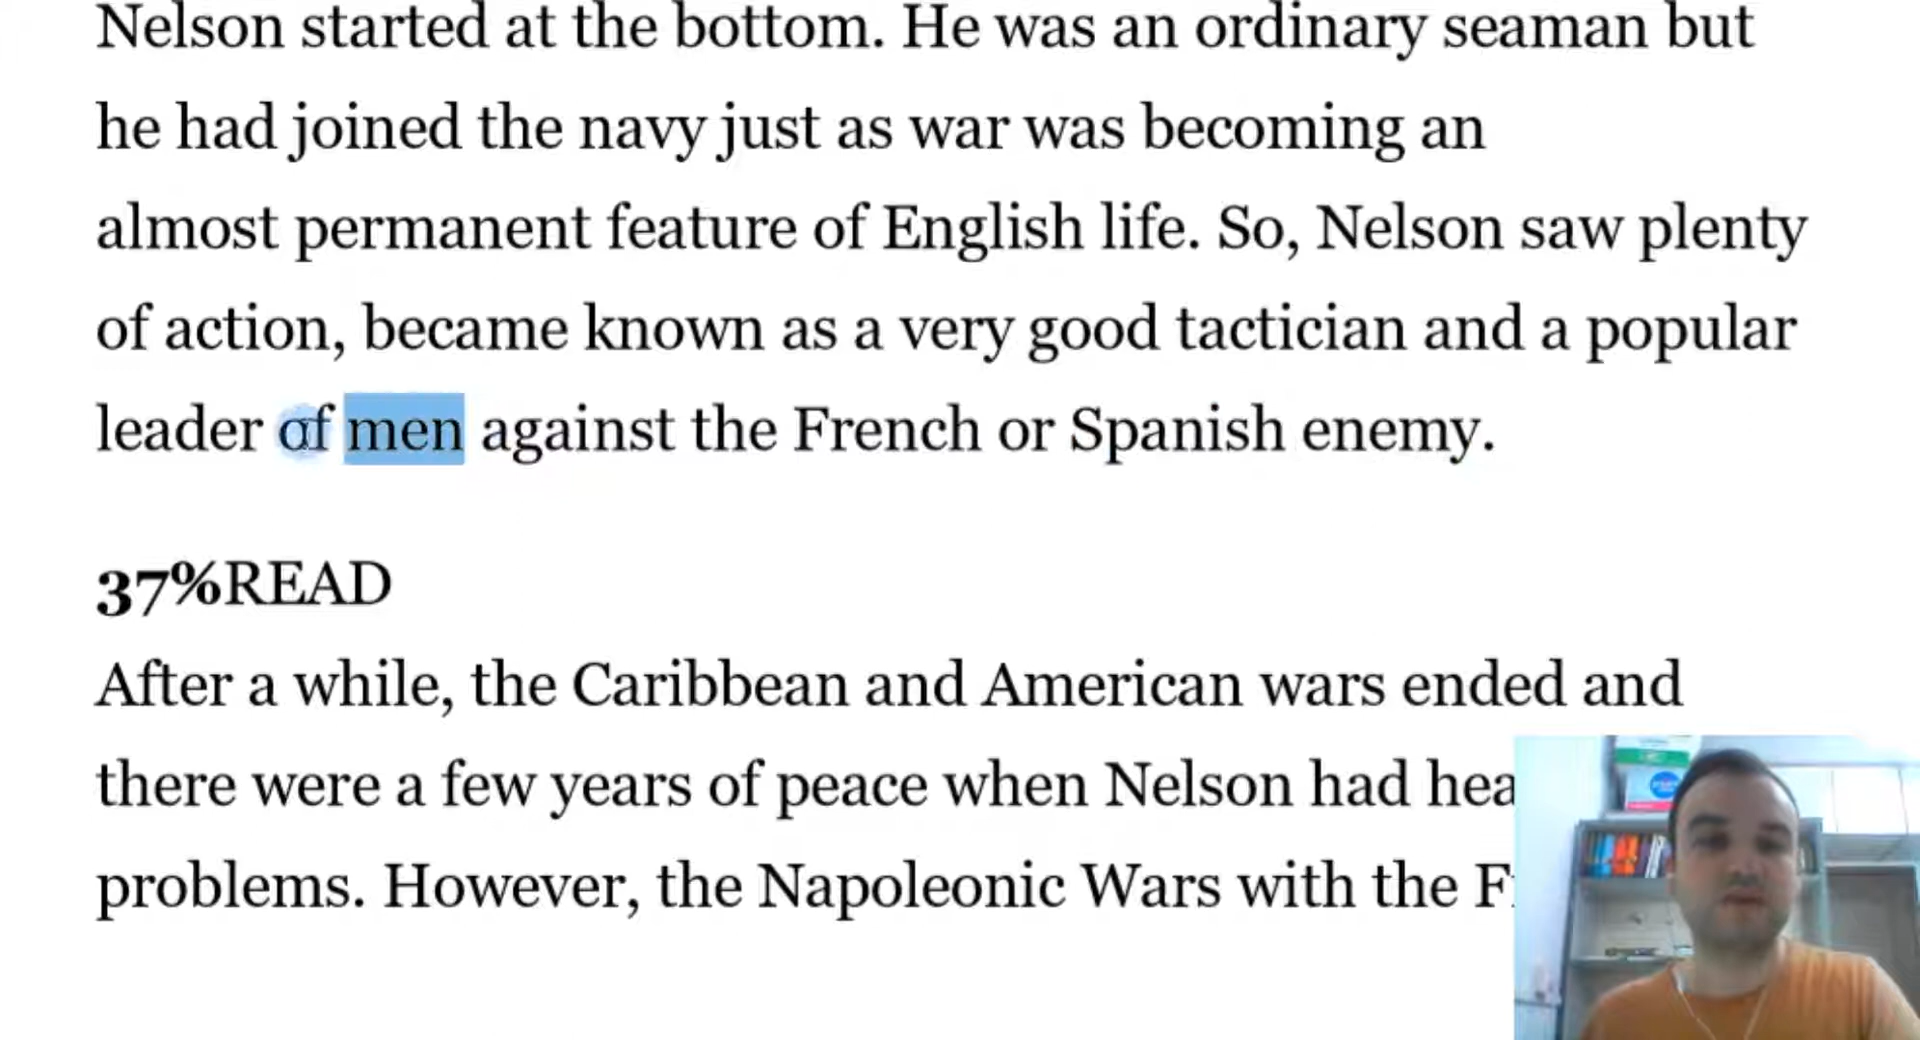 Nelson started at the bottom. He was an ordinary seaman but
he had joined the navy just as war was becoming an
almost permanent feature of English life. So, Nelson saw plenty
of action, became known as a very good tactician and a popular
leader of men against the French or Spanish enemy.
37%READ
After a while, the Caribbean and American wars ended and
there were a few years of peace when Nelson had hea
problems. However, the Napoleonic Wars with the F